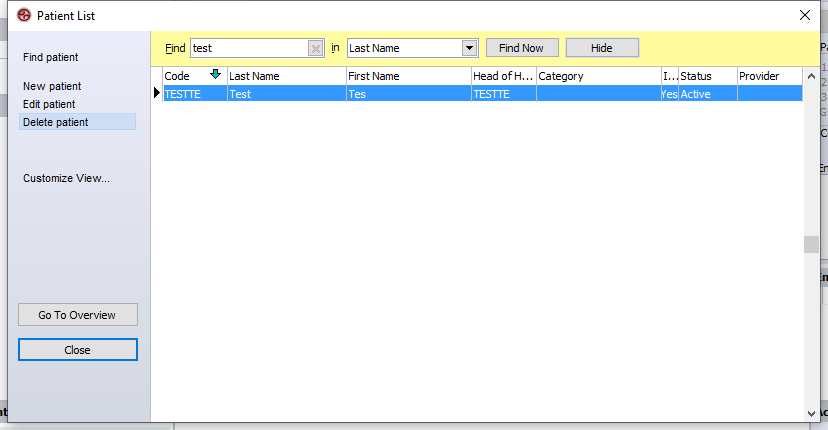 Patient List
Find patient
New patient
Edit patient
Delete patient
Customize View...
Go To Overview
Close
Find test in Last Name Find Now Hide
Code Last Name First Name Head of H... Category I... Status Provider
TESTTE Test Tes TESTTE Yes Active